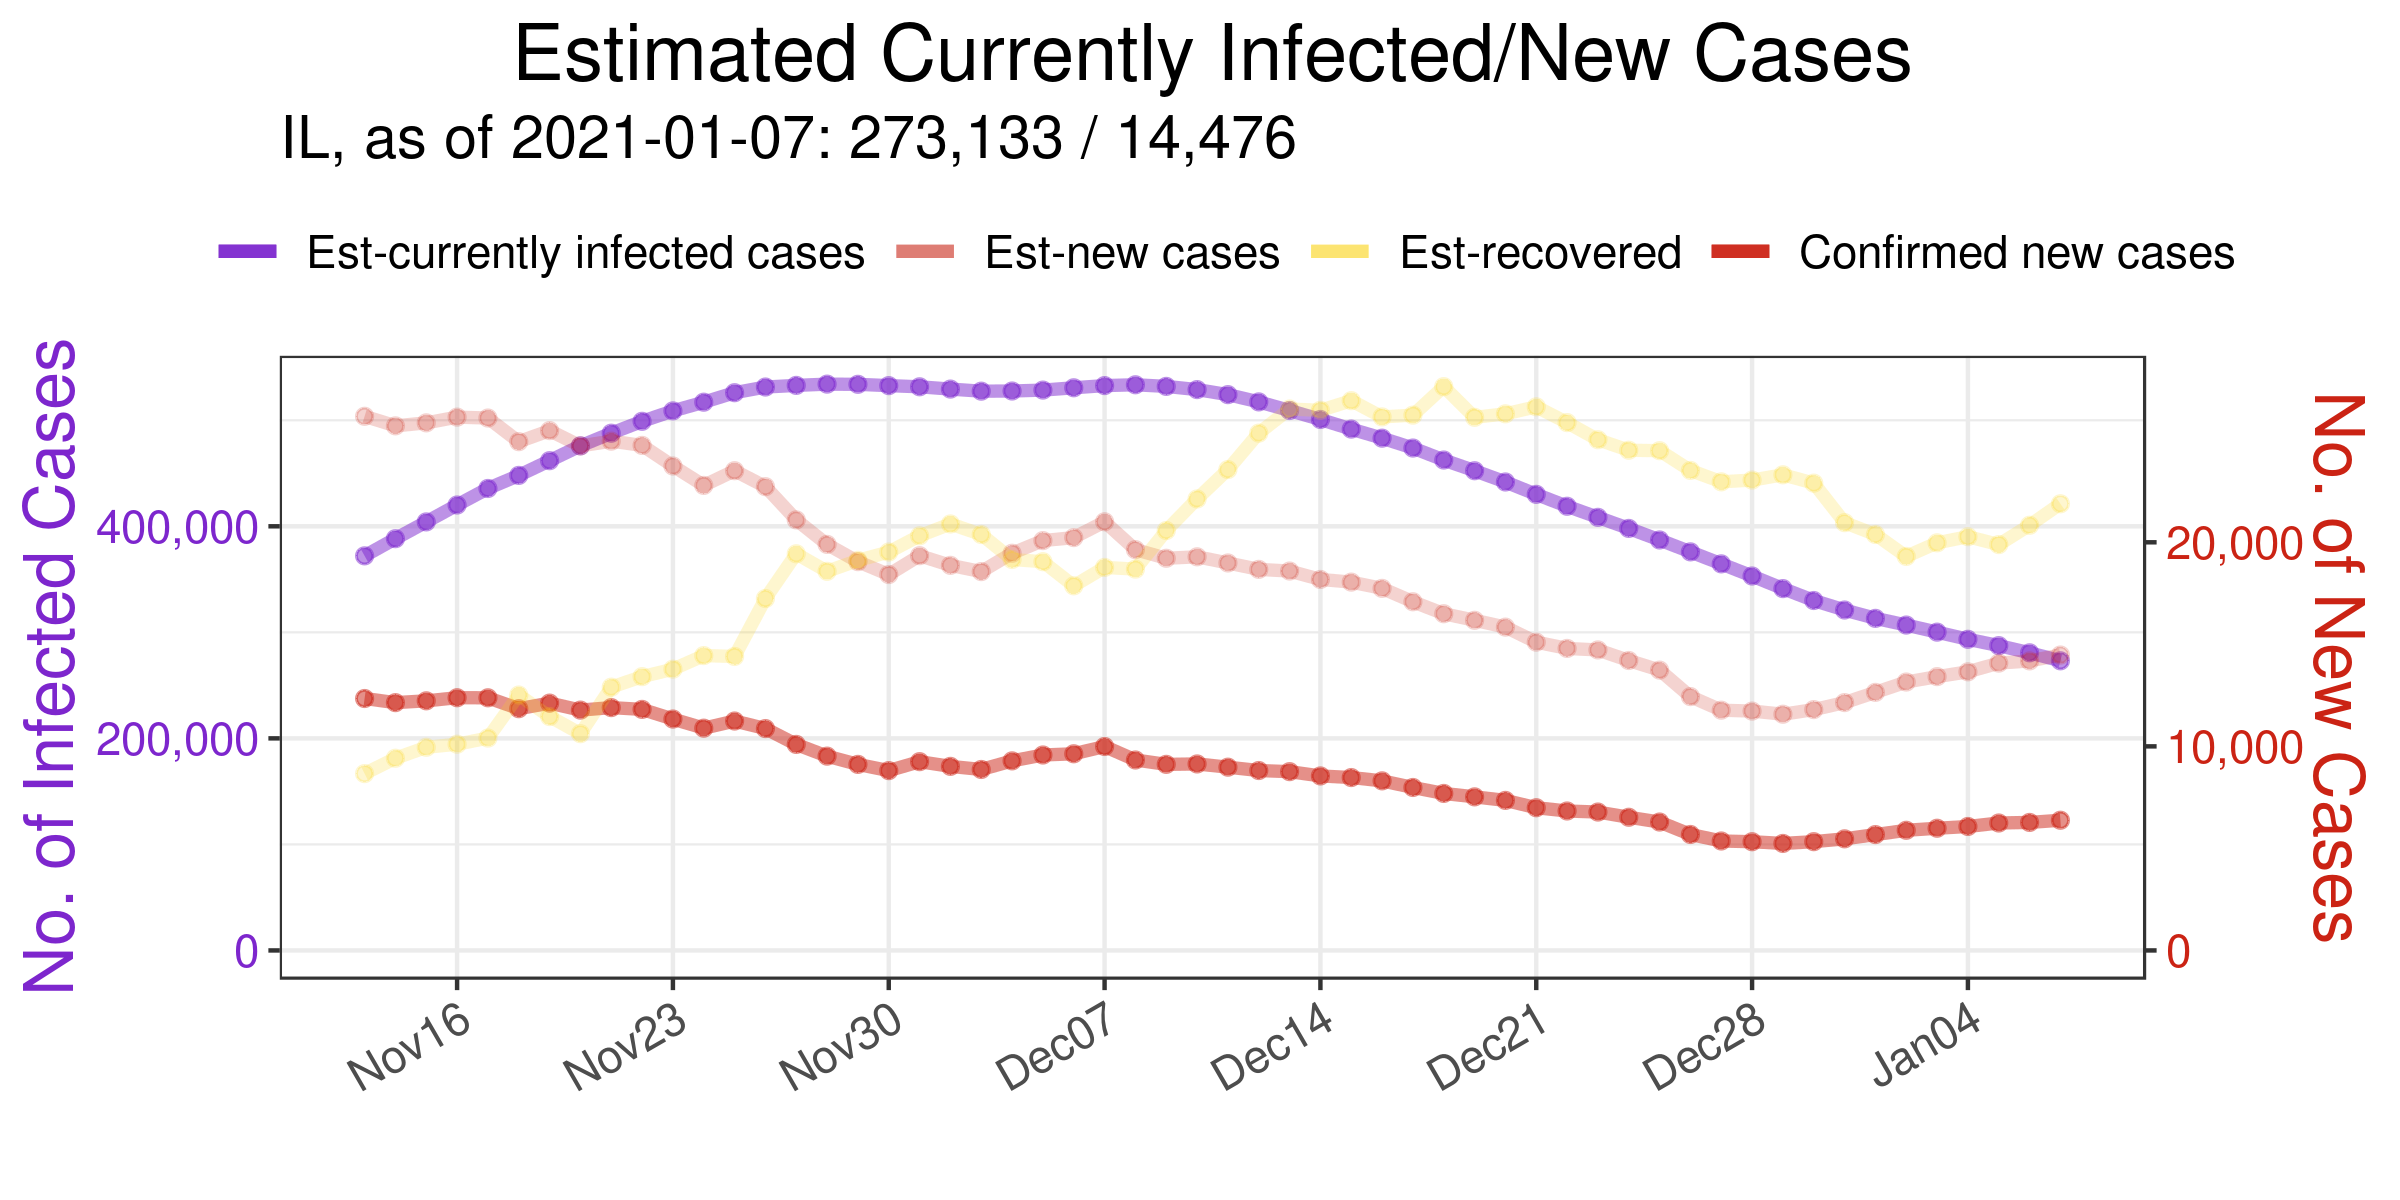 Estimated Currently Infected/New Cases
IL, as of 2021-01-07: 273,133 / 14,476
Est-currently infected cases Est-new cases Est-recovered Confirmed new cases
No. of Infected Cases
400,000
200,000
0
20,000
10,000
0
No. of New Cases
Nov16 Nov23 Nov30 Dec07 Dec14 Dec21 Dec28 Jan04